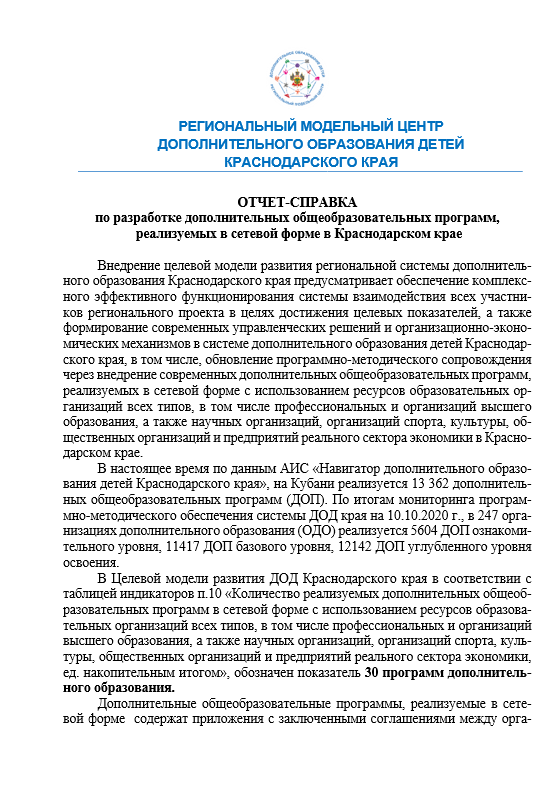 РЕГИОНАЛЬНЫЙ МОДЕЛЬНЫЙ ЦЕНТР
ДОПОЛНИТЕЛЬНОГО ОБРАЗОВАНИЯ ДЕТЕЙ
КРАСНОДАРСКОГО КРАЯ
ОТЧЕТ-СПРАВКА
по разработке дополнительных общеобразовательных программ,
реализуемых в сетевой форме в Краснодарском крае
Внедрение целевой модели развития региональной системы дополнитель-
ного образования Краснодарского края предусматривает обеспечение комплекс-
ного эффективного функционирования системы взаимодействия всех участни-
ков регионального проекта в целях достижения целевых показателей, а также
формирование современных управленческих решений и организационно-эконо-
мических механизмов в системе дополнительного образования детей Краснодар-
ского края, в том числе, обновление программно-методического сопровождения
через внедрение современных дополнительных общеобразовательных программ,
реализуемых в сетевой форме с использованием ресурсов образовательных ор-
ганизаций всех типов, в том числе профессиональных и организаций высшего
образования, а также научных организаций, организаций спорта, культуры, об-
щественных организаций и предприятий реального сектора экономики в Красно-
дарском крае.
В настоящее время по данным АИС «Навигатор дополнительного образо-
вания детей Краснодарского края», на Кубани реализуется 13 362 дополнитель-
ных общеобразовательных программ (ДОП). По итогам мониторинга програм-
мно-методического обеспечения системы ДОД края на 10.10.2020 г., в 247 орга-
низациях дополнительного образования (ОДО) реализуется 5604 ДОП ознакоми-
тельного уровня, 11417 ДОП базового уровня, 12142 ДОП углубленного уровня
освоения.
В Целевой модели развития ДОД Краснодарского края в соответствии с
таблицей индикаторов п.10 «Количество реализуемых дополнительных общеоб-
разовательных программ в сетевой форме с использованием ресурсов образова-
тельных организаций всех типов, в том числе профессиональных и организаций
высшего образования, а также научных организаций, организаций спорта, куль-
туры, общественных организаций и предприятий реального сектора экономики,
ед. накопительным итогом», обозначен показатель 30 программ дополнитель-
ного образования.
Дополнительные общеобразовательные программы, реализуемые в сете-
вой форме содержат приложения с заключенными соглашениями между орга-